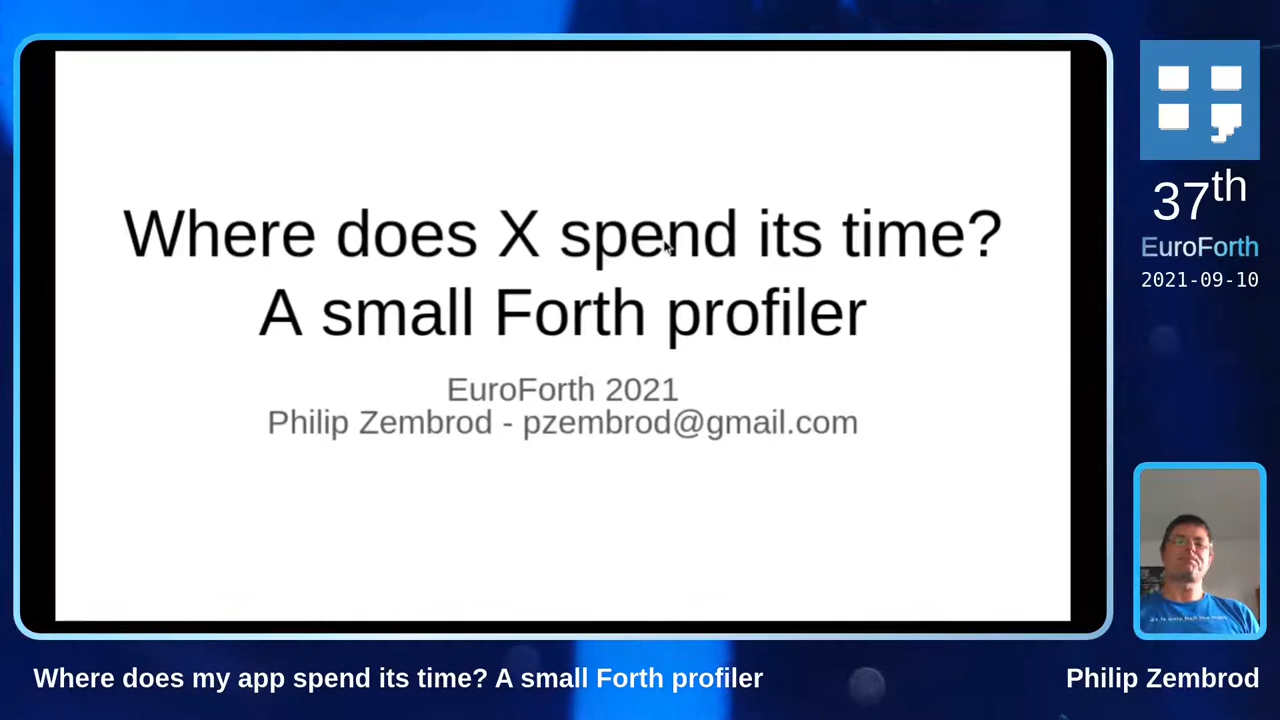 Where does X spend its time?
A small Forth profiler
EuroForth 2021
Philip Zembrod - pzembrod@gmail.com
37th
EuroForth
2021-09-10
Where does my app spend its time? A small Forth profiler
Philip Zembrod